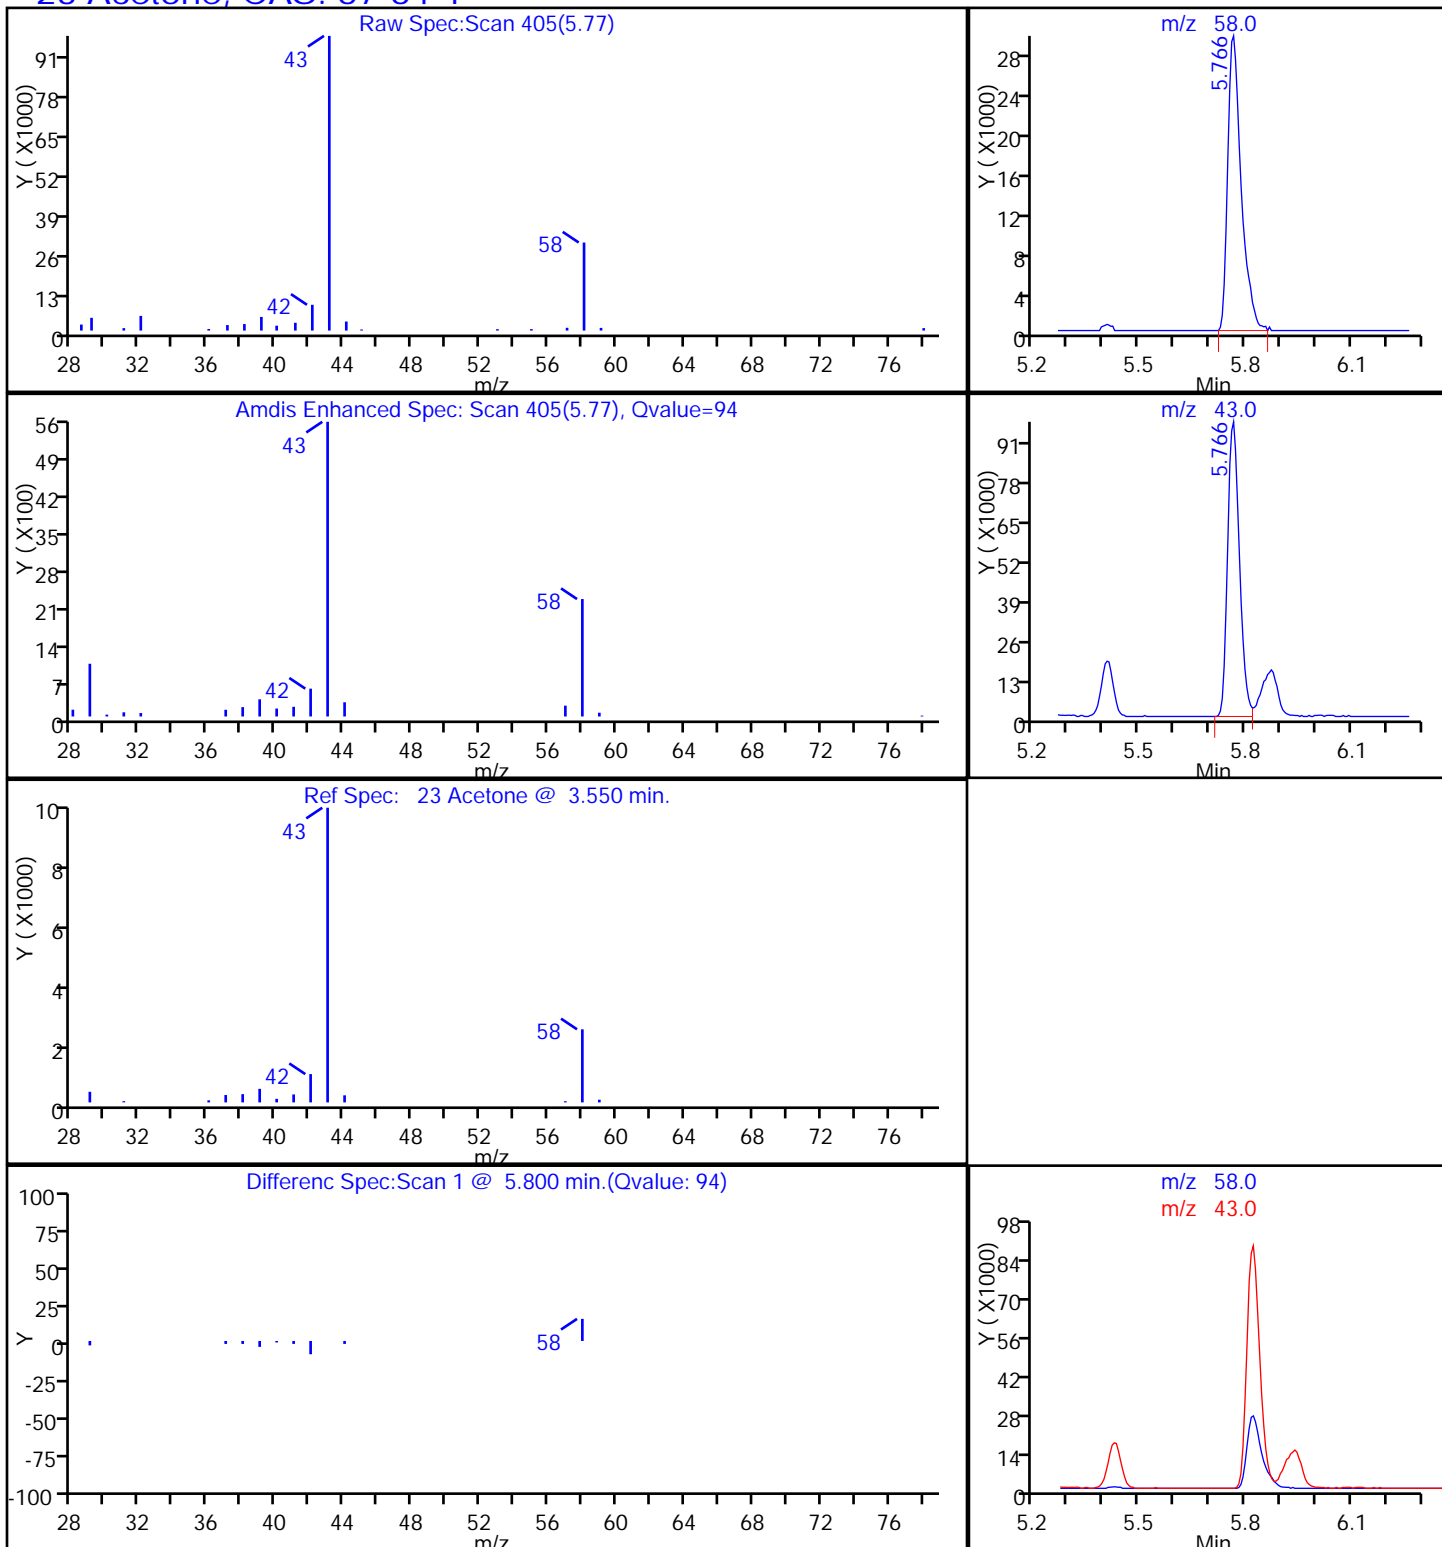 Raw Spec:Scan 405(5.77)
Y ( X1000)
91
78
65
52
39
26
13
0
43
42
58
28 32 36 40 44 48 52 56 60 64 68 72 76
m/z
m/z 58.0
Y ( X1000)
28
24
20
16
12
8
4
0
5.766
5.2 5.5 5.8 6.1
Min
Amdis Enhanced Spec: Scan 405(5.77), Qvalue=94
Y ( X100)
56
49
42
35
28
21
14
7
0
43
42
58
28 32 36 40 44 48 52 56 60 64 68 72 76
m/z
m/z 43.0
Y ( X1000)
91
78
65
52
39
26
13
0
5.766
5.2 5.5 5.8 6.1
Min
Ref Spec: 23 Acetone @ 3.550 min.
Y ( X1000)
10
8
6
4
2
0
43
42
58
28 32 36 40 44 48 52 56 60 64 68 72 76
m/z
Differenc Spec:Scan 1 @ 5.800 min.(Qvalue: 94)
Y
100
75
50
25
0
-25
-50
-75
-100
58
28 32 36 40 44 48 52 56 60 64 68 72 76
m/z
m/z 58.0
m/z 43.0
Y ( X1000)
98
84
70
56
42
28
14
0
5.2 5.5 5.8 6.1
Min